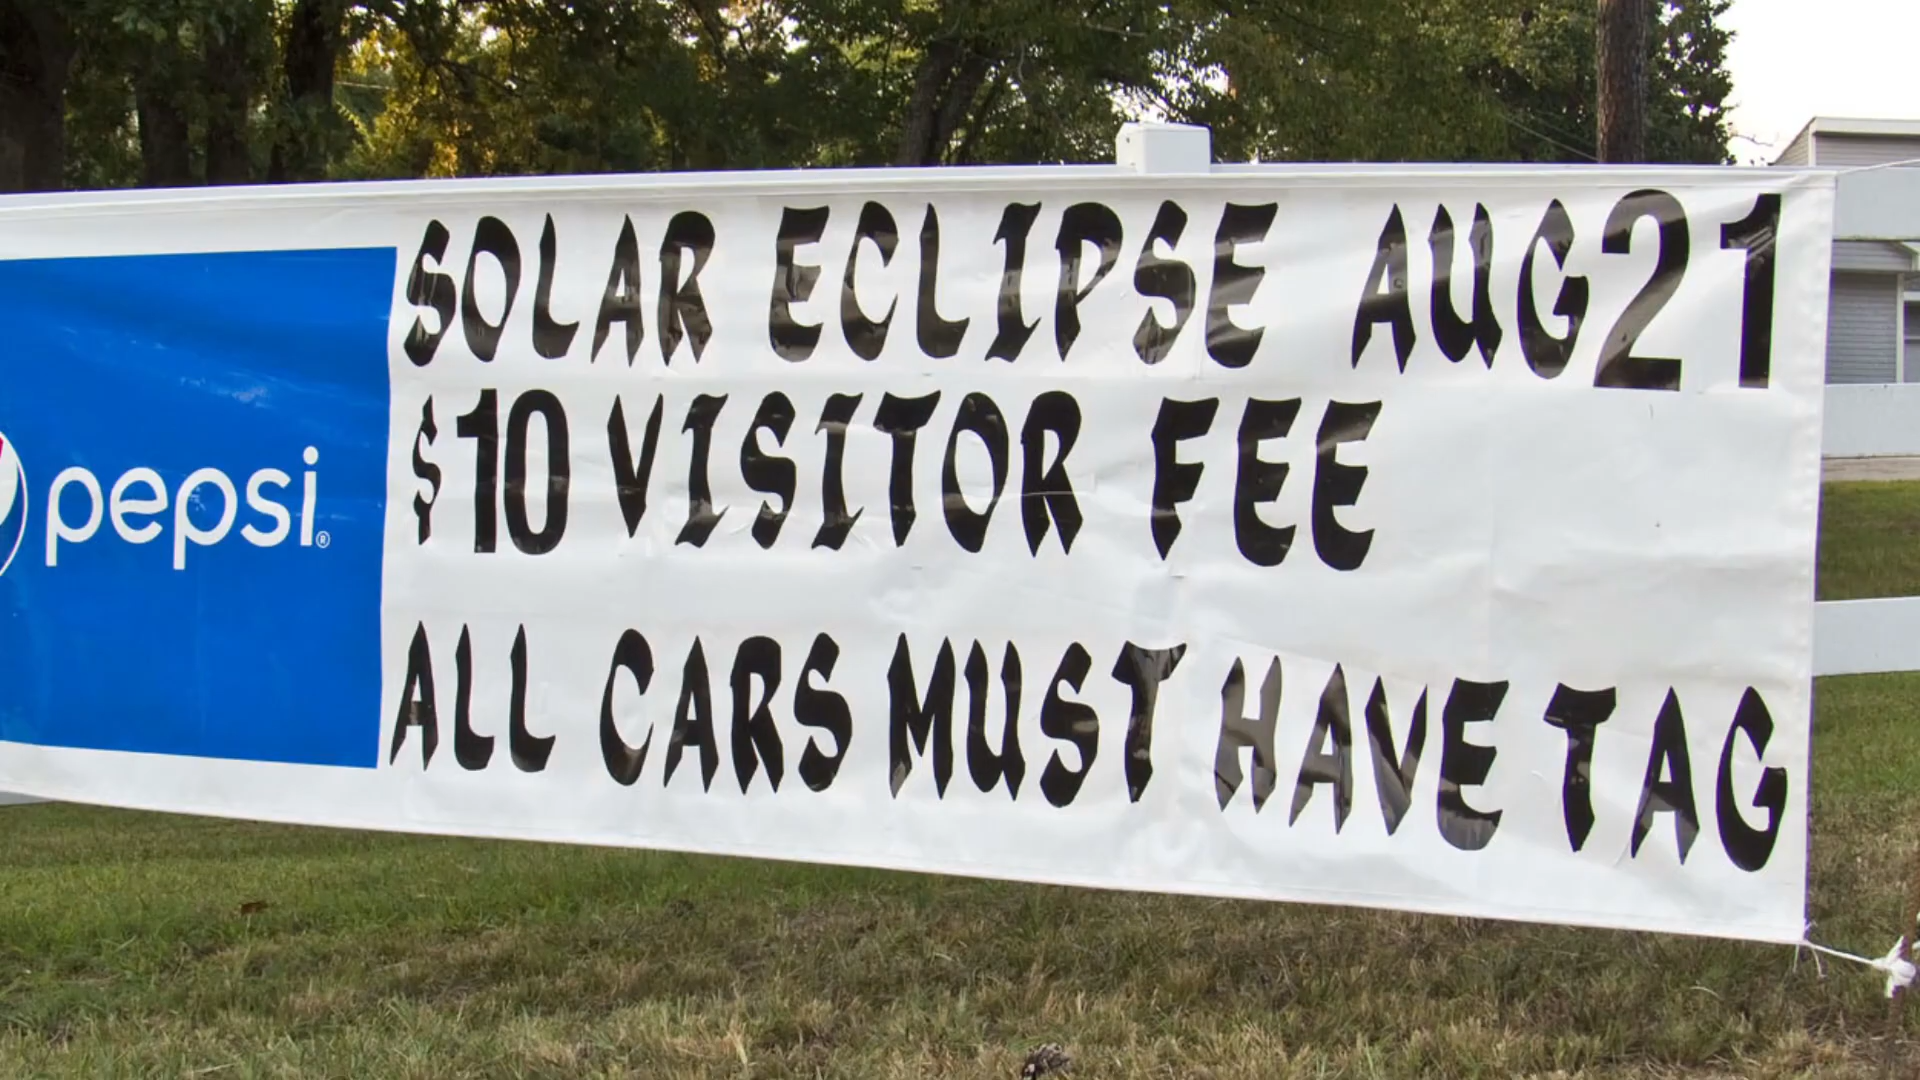 SOLAR ECLIPSE AUG 21
$10 VISITOR FEE
ALL CARS MUST HAVE TAG
pepsi®